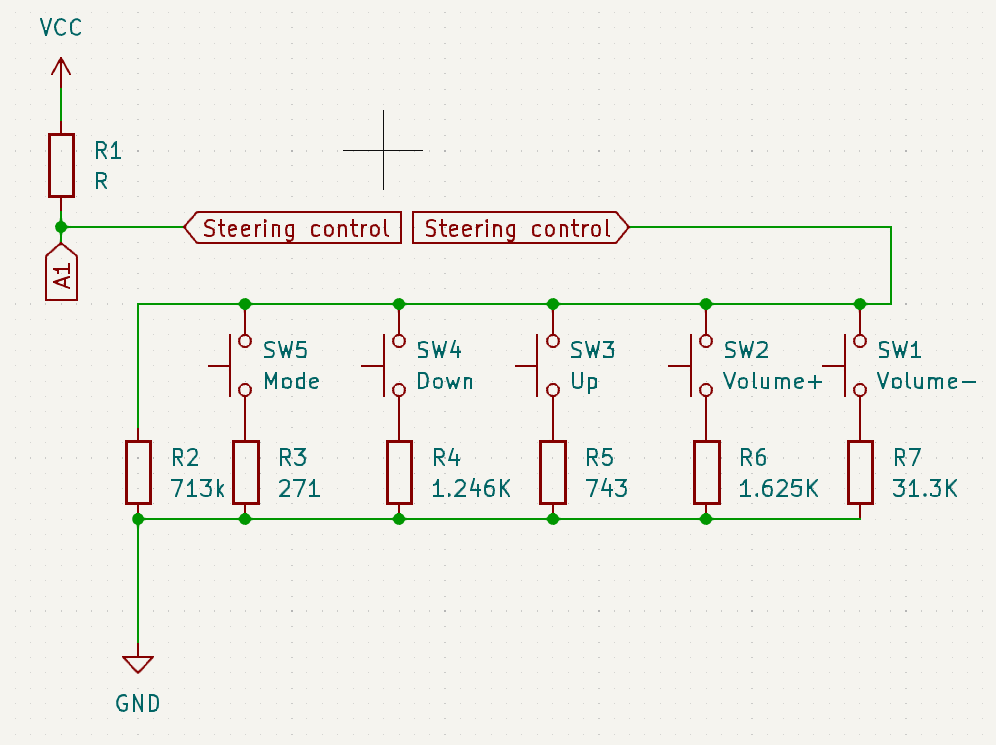 VCC
R1
R
Steering control
Steering control
A1
SW5
Mode
SW4
Down
SW3
Up
SW2
Volume+
SW1
Volume-
R2
713k
R3
271
R4
1.246K
R5
743
R6
1.625K
R7
31.3K
GND